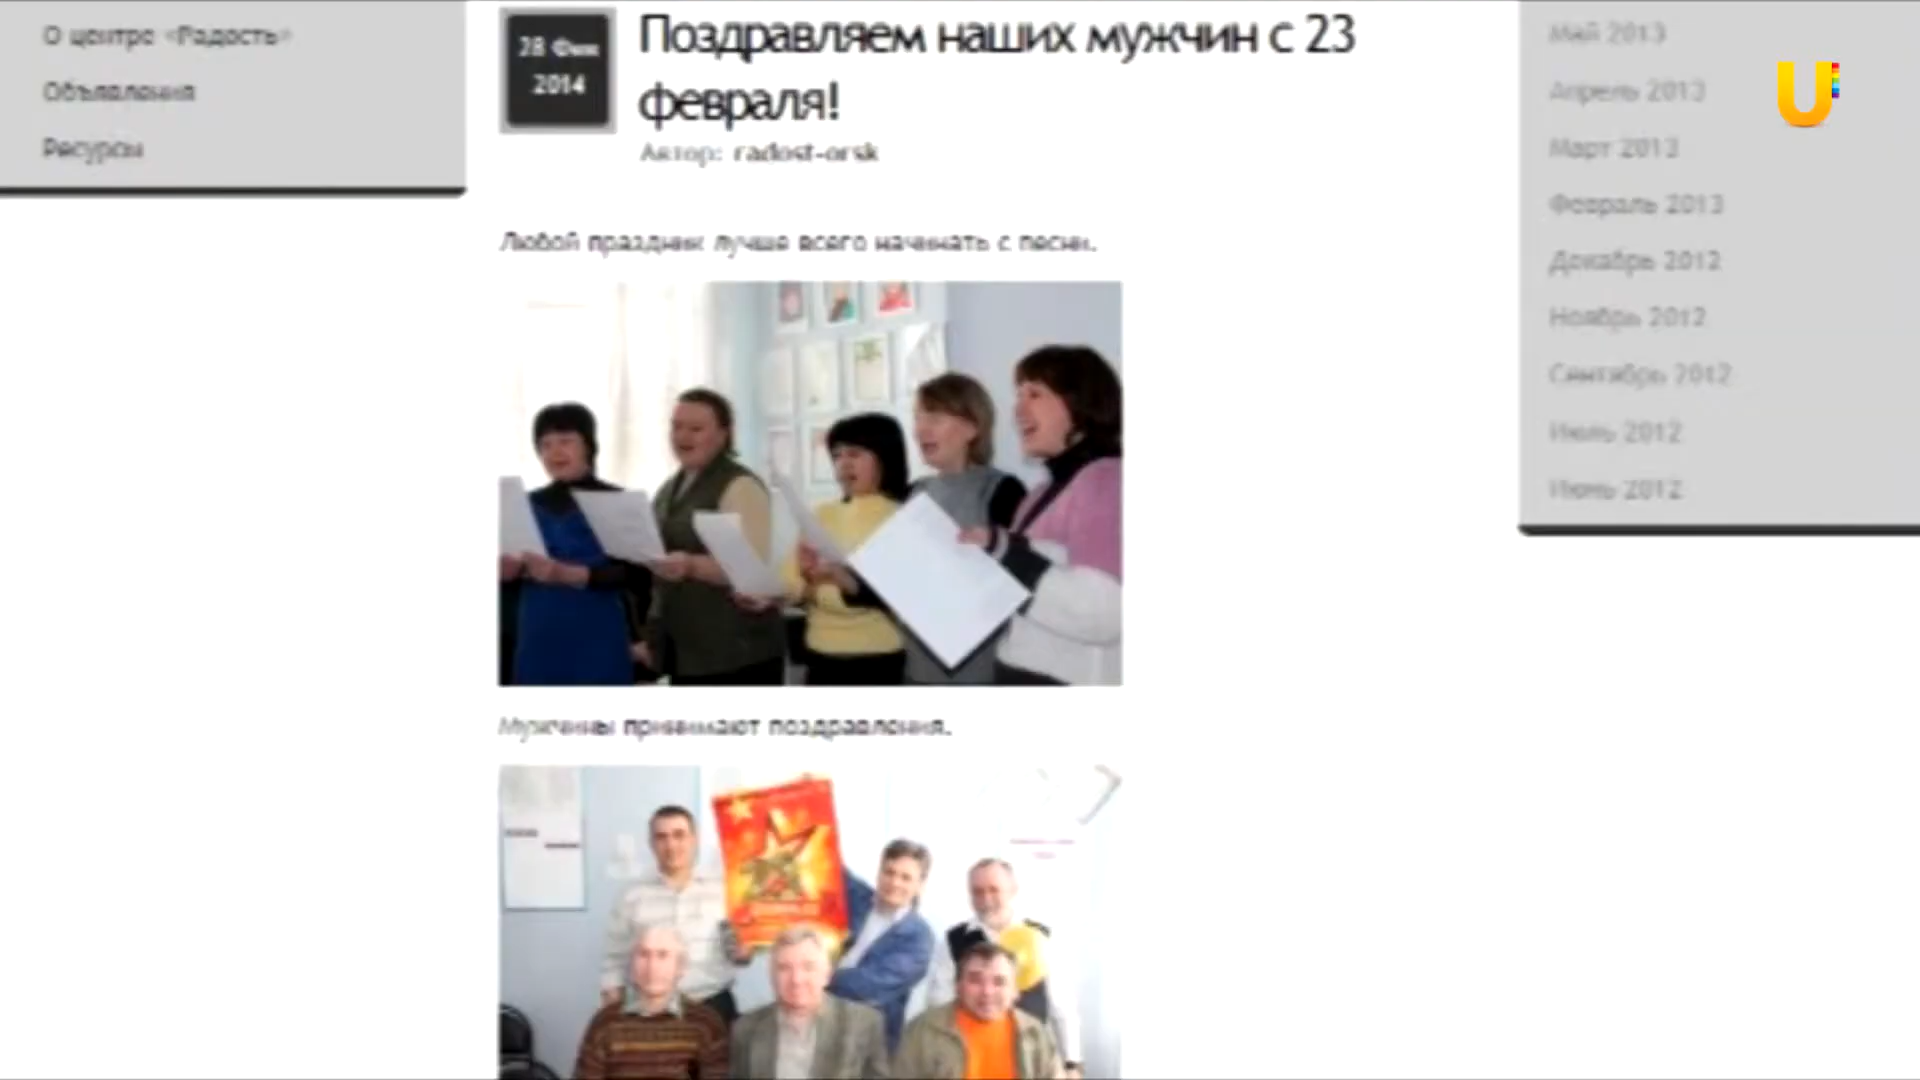 О центре «Радость»
Объявления
Ресурсы
28 Фев
2014
Поздравляем наших мужчин с 23
февраля!
Автор: radost-orsk
Любой праздник лучше всего начинать с песни.
Мужчины принимают поздравления.
Май 2013
Апрель 2013
Март 2013
Февраль 2013
Декабрь 2012
Ноябрь 2012
Сентябрь 2012
Июль 2012
Июнь 2012
U